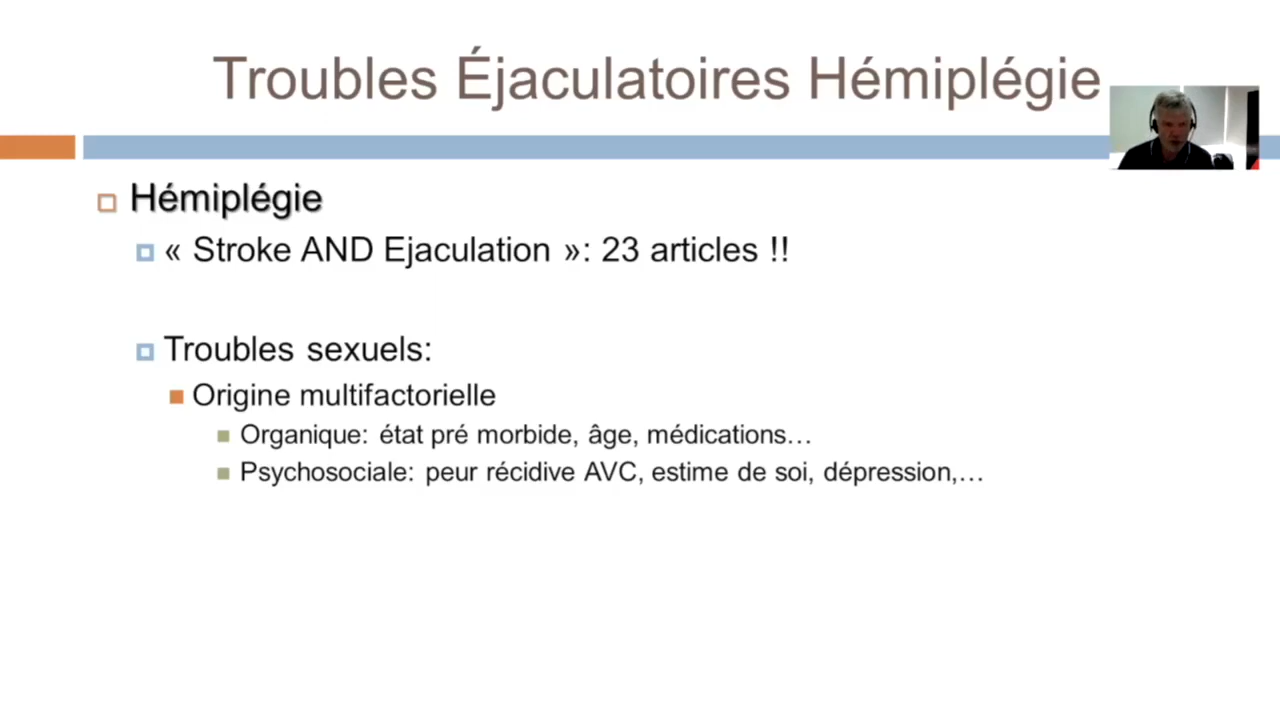 Troubles Éjaculatoires Hémiplégie
Hémiplégie
« Stroke AND Ejaculation »: 23 articles !!
Troubles sexuels:
Origine multifactorielle
Organique: état pré morbide, âge, médications…
Psychosociale: peur récidive AVC, estime de soi, dépression,…